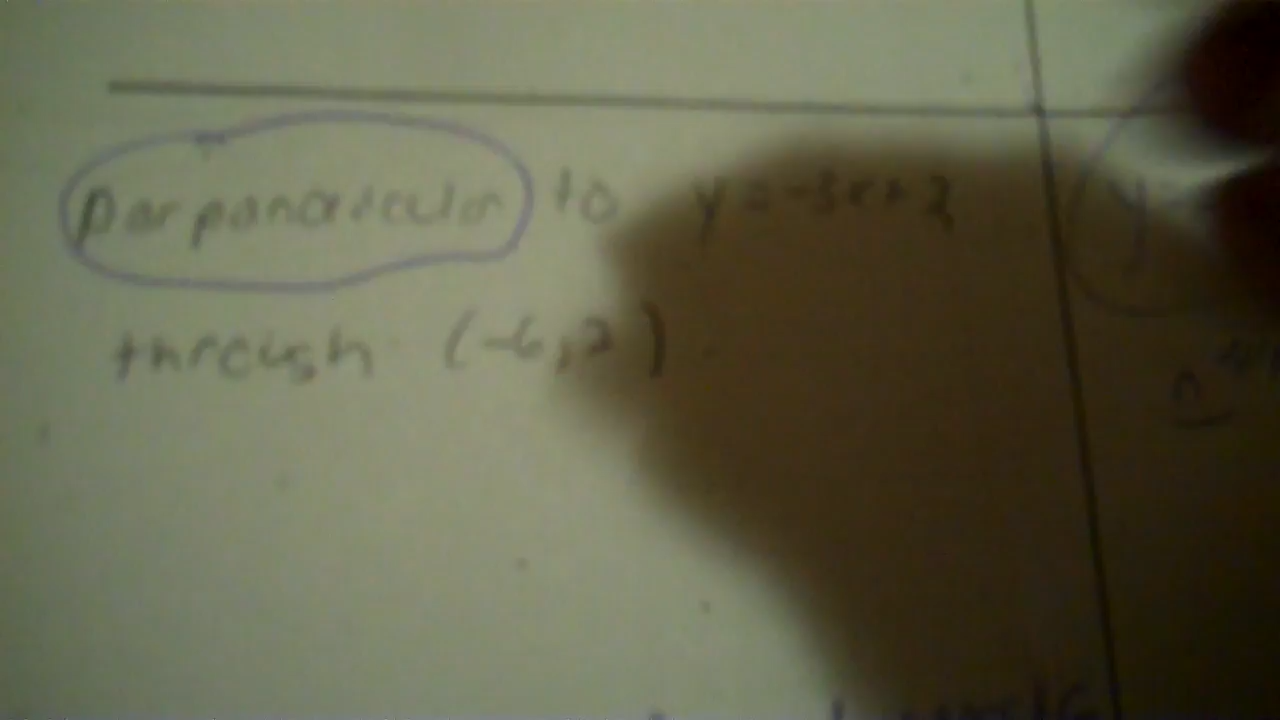 perpendicular to y = -3x + 2
through (-6,2)
y=